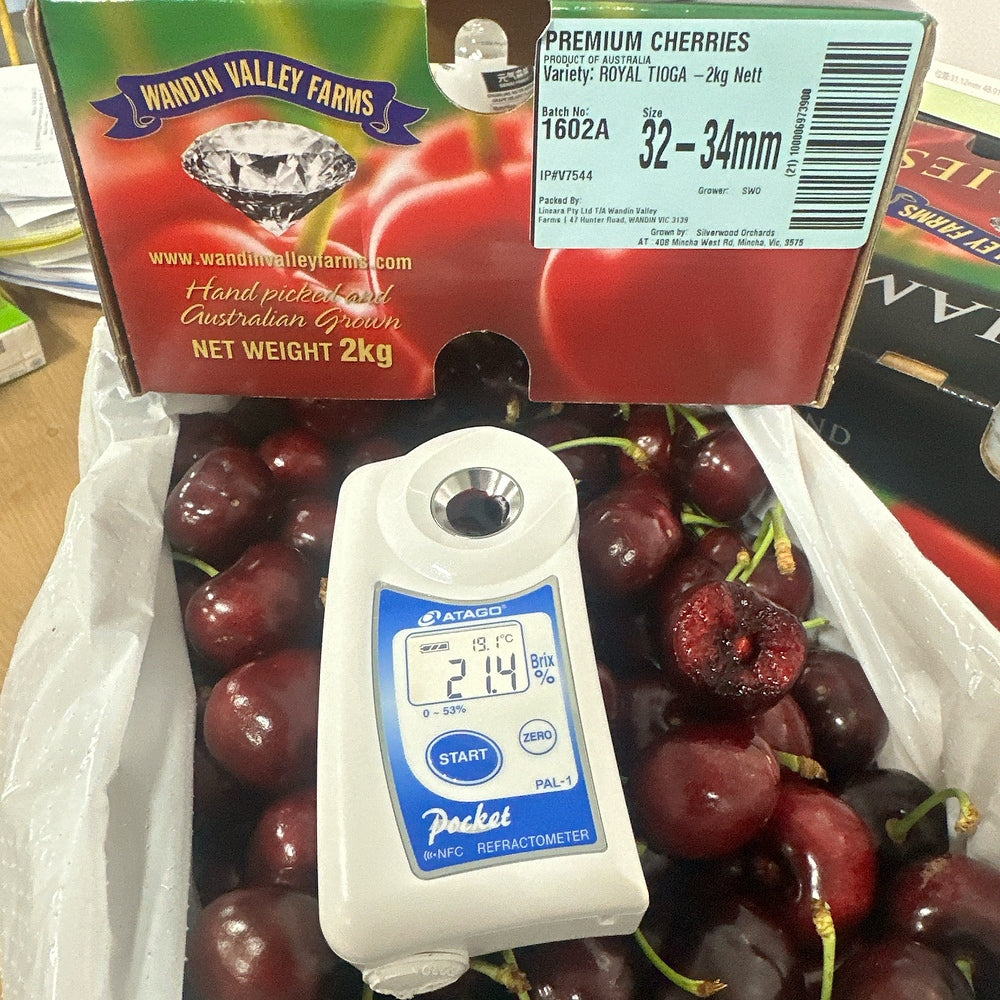 WANDIN VALLEY FARMS
www.wandinvalleyfarms.com
Hand picked and
Australian Grown
NET WEIGHT 2kg
PREMIUM CHERRIES
PRODUCT OF AUSTRALIA
Variety: ROYAL TIOGA - 2kg Nett
Batch No:
1602A
Size
32-34mm
IP#V7544
Grower: SWO
Packed By:
Lineara Pty Ltd T/A Wandin Valley
Farms | 47 Hunter Road, WANDIN VIC 3139
Grown by: Silverwood Orchards
AT : 408 Mincha West Rd, Mincha, Vic, 3575
(21) 100006973908
ATAGO
19.1°C
21.4 Brix
%
0 ~ 53%
START
ZERO
PAL-1
Pocket
NFC REFRACTOMETER